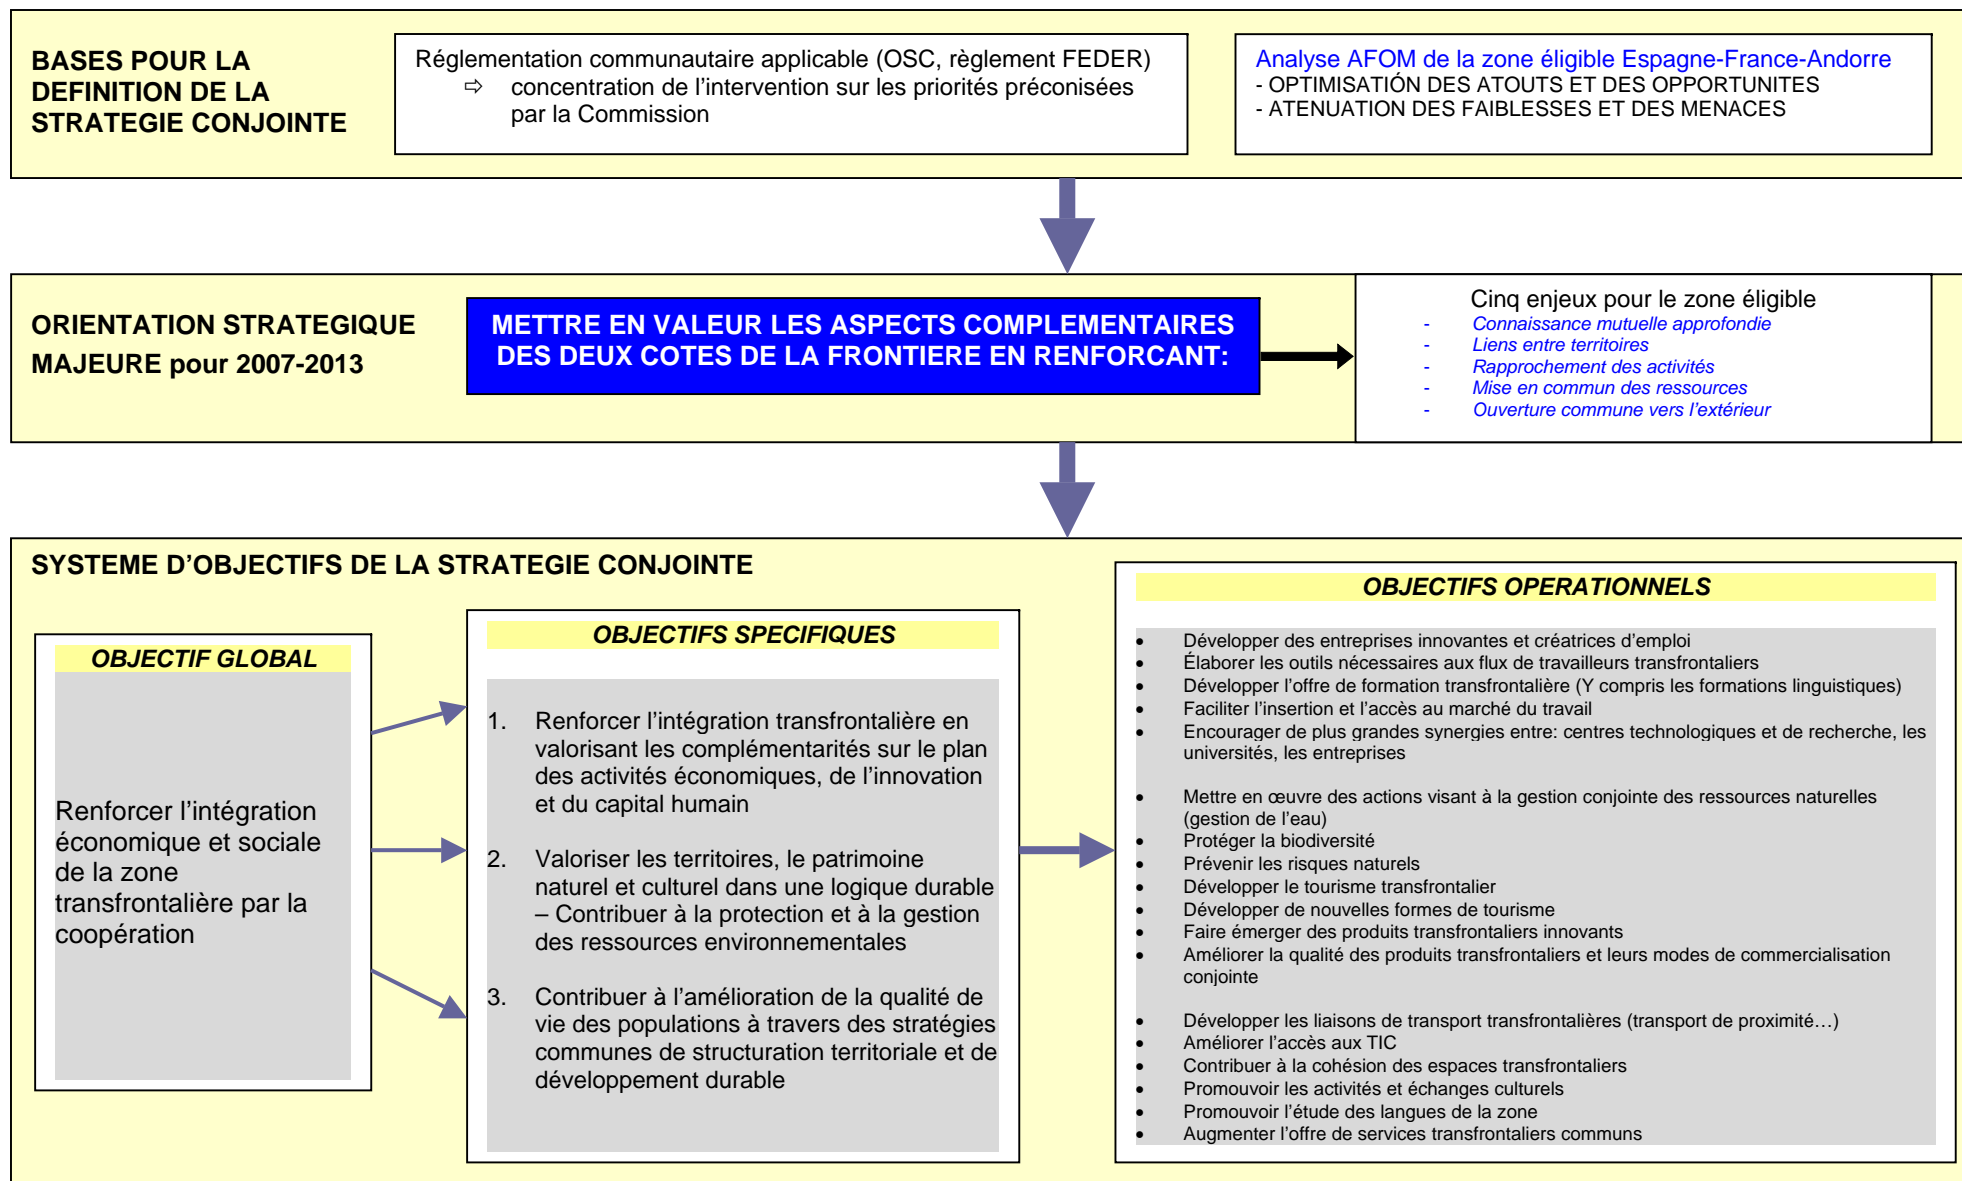 BASES POUR LA
DEFINITION DE LA
STRATEGIE CONJOINTE
Réglementation communautaire applicable (OSC, règlement FEDER)
⇨ concentration de l’intervention sur les priorités préconisées
par la Commission
Analyse AFOM de la zone éligible Espagne-France-Andorre
- OPTIMISATIÓN DES ATOUTS ET DES OPPORTUNITES
- ATENUATION DES FAIBLESSES ET DES MENACES
ORIENTATION STRATEGIQUE
MAJEURE pour 2007-2013
METTRE EN VALEUR LES ASPECTS COMPLEMENTAIRES
DES DEUX COTES DE LA FRONTIERE EN RENFORCANT:
Cinq enjeux pour le zone éligible
- Connaissance mutuelle approfondie
- Liens entre territoires
- Rapprochement des activités
- Mise en commun des ressources
- Ouverture commune vers l’extérieur
SYSTEME D’OBJECTIFS DE LA STRATEGIE CONJOINTE
OBJECTIF GLOBAL
Renforcer l’intégration
économique et sociale
de la zone
transfrontalière par la
coopération
OBJECTIFS SPECIFIQUES
1. Renforcer l’intégration transfrontalière en
valorisant les complémentarités sur le plan
des activités économiques, de l’innovation
et du capital humain
2. Valoriser les territoires, le patrimoine
naturel et culturel dans une logique durable
– Contribuer à la protection et à la gestion
des ressources environnementales
3. Contribuer à l’amélioration de la qualité de
vie des populations à travers des stratégies
communes de structuration territoriale et de
développement durable
OBJECTIFS OPERATIONNELS
• Développer des entreprises innovantes et créatrices d’emploi
• Élaborer les outils nécessaires aux flux de travailleurs transfrontaliers
• Développer l’offre de formation transfrontalière (Y compris les formations linguistiques)
• Faciliter l’insertion et l’accès au marché du travail
• Encourager de plus grandes synergies entre: centres technologiques et de recherche, les
universités, les entreprises
• Mettre en œuvre des actions visant à la gestion conjointe des ressources naturelles
(gestion de l’eau)
• Protéger la biodiversité
• Prévenir les risques naturels
• Développer le tourisme transfrontalier
• Développer de nouvelles formes de tourisme
• Faire émerger des produits transfrontaliers innovants
• Améliorer la qualité des produits transfrontaliers et leurs modes de commercialisation
conjointe
• Développer les liaisons de transport transfrontalières (transport de proximité…)
• Améliorer l’accès aux TIC
• Contribuer à la cohésion des espaces transfrontaliers
• Promouvoir les activités et échanges culturels
• Promouvoir l’étude des langues de la zone
• Augmenter l’offre de services transfrontaliers communs